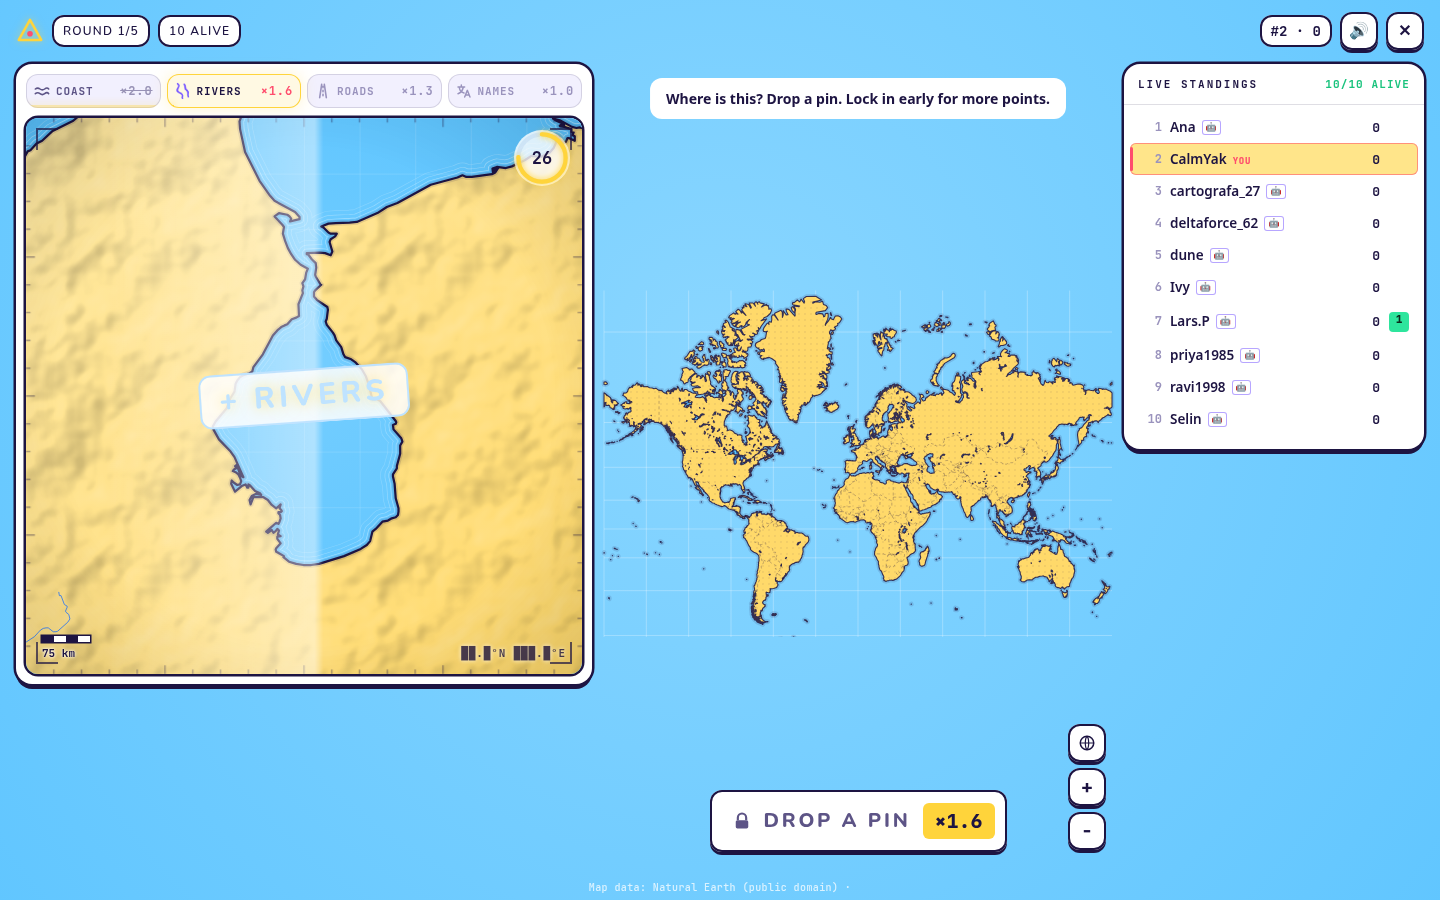 ROUND 1/5
10 ALIVE
#2 · 0
🔊
✕
COAST ×2.0
RIVERS ×1.6
ROADS ×1.3
NAMES ×1.0
26
+ RIVERS
75 km
██.█°N ███.█°E
Where is this? Drop a pin. Lock in early for more points.
DROP A PIN ×1.6
+
-
LIVE STANDINGS 10/10 ALIVE
1 Ana 0
2 CalmYak YOU 0
3 cartografa_27 0
4 deltaforce_62 0
5 dune 0
6 Ivy 0
7 Lars.P 0 1
8 priya1985 0
9 ravi1998 0
10 Selin 0
Map data: Natural Earth (public domain) ·